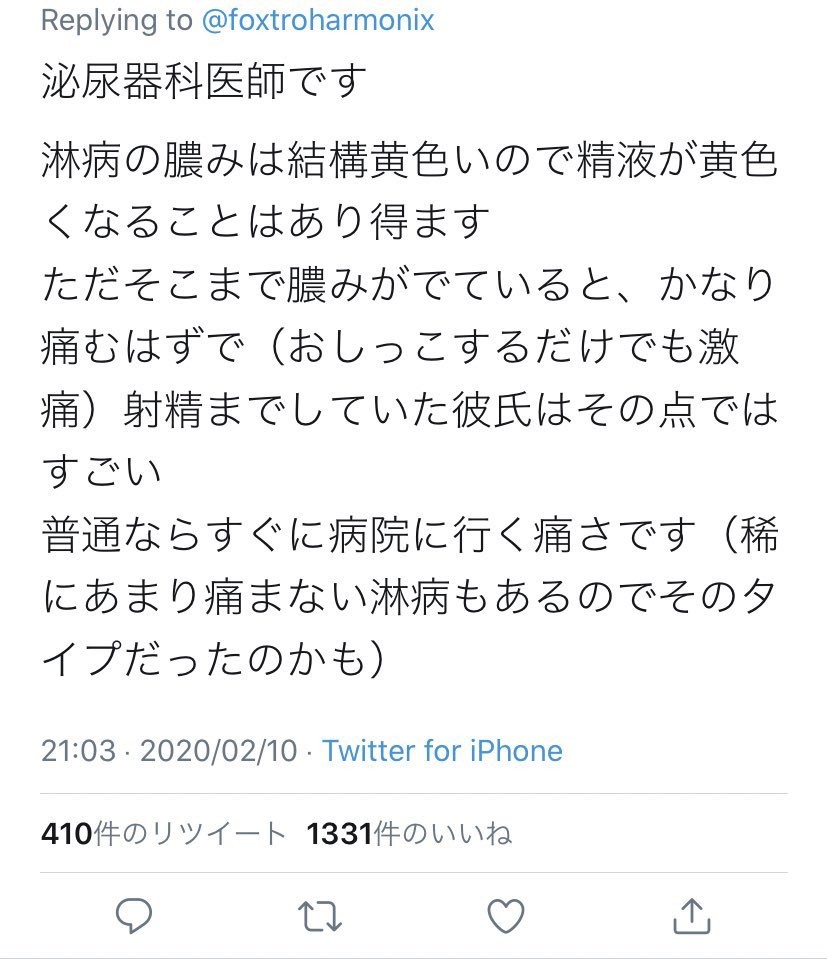 Replying to @foxtroharmonix
泌尿器科医師です
淋病の膿みは結構黄色いので精液が黄色
くなることはあり得ます
ただそこまで膿みがでていると、かなり
痛むはずで（おしっこするだけでも激
痛）射精までしていた彼氏はその点では
すごい
普通ならすぐに病院に行く痛さです（稀
にあまり痛まない淋病もあるのでそのタ
イプだったのかも）
21:03 · 2020/02/10 · Twitter for iPhone
410件のリツイート 1331件のいいね